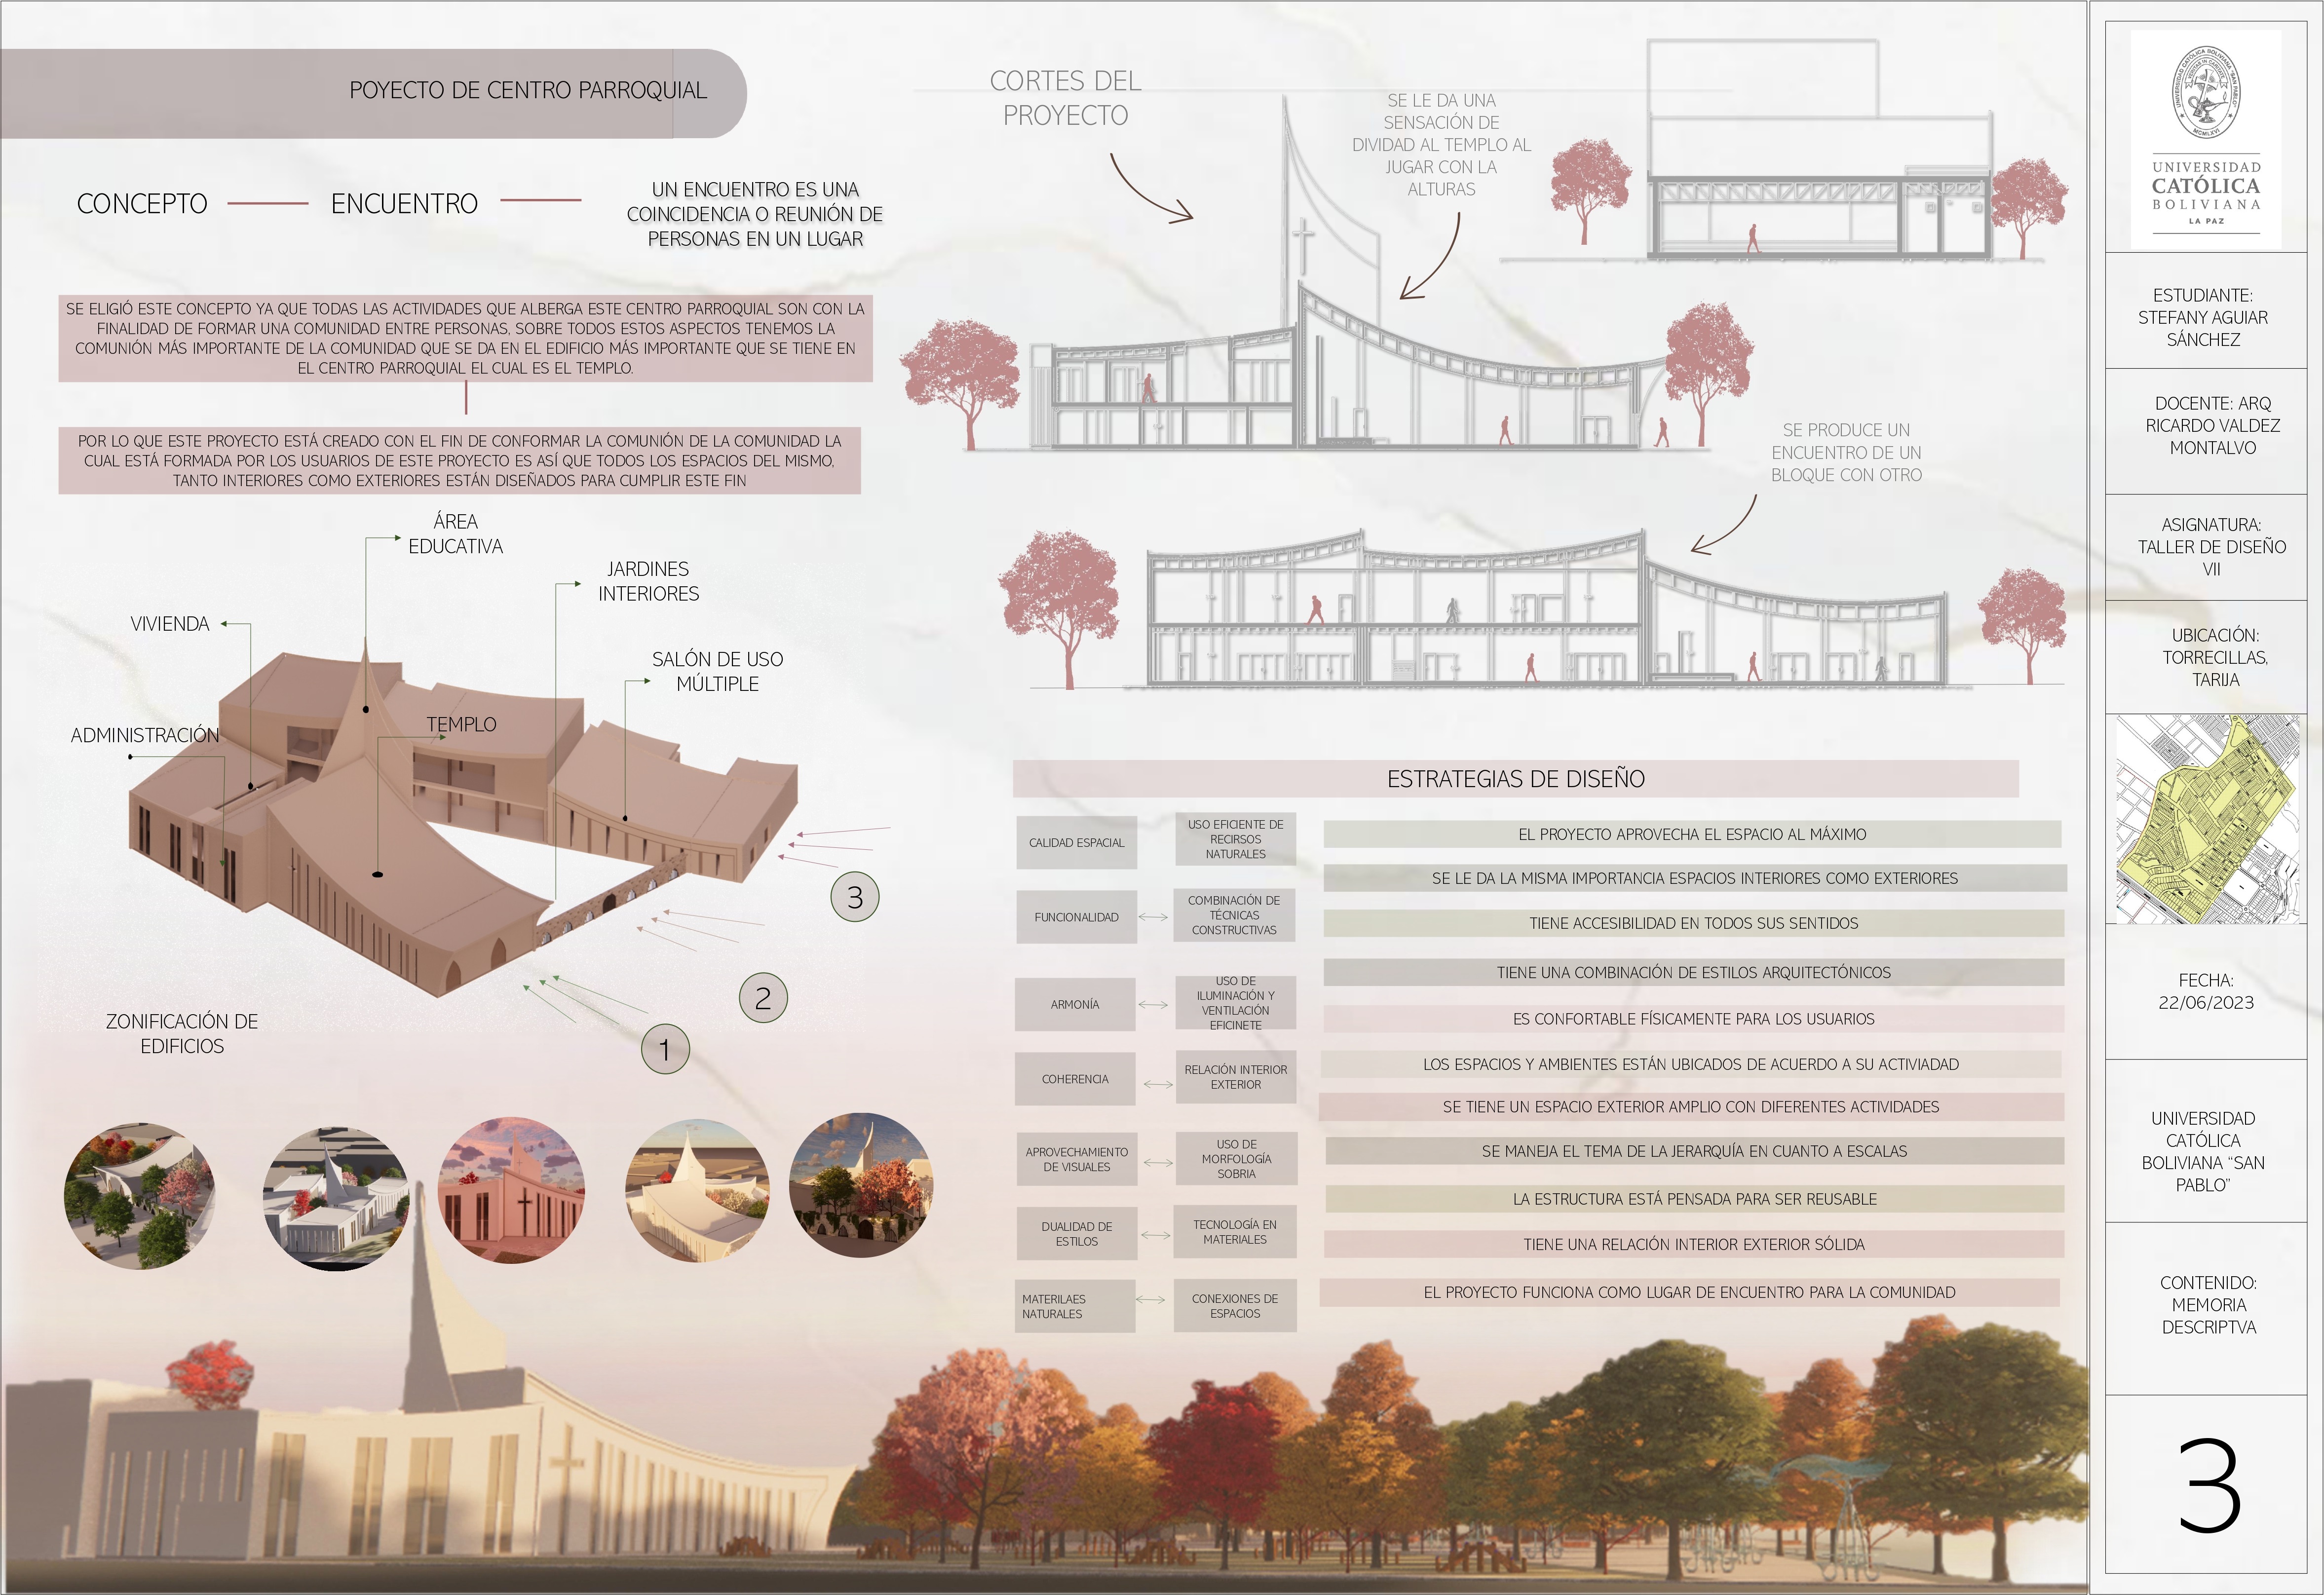 POYECTO DE CENTRO PARROQUIAL
CONCEPTO
ENCUENTRO
UN ENCUENTRO ES UNA
COINCIDENCIA O REUNIÓN DE
PERSONAS EN UN LUGAR
SE ELIGIÓ ESTE CONCEPTO YA QUE TODAS LAS ACTIVIDADES QUE ALBERGA ESTE CENTRO PARROQUIAL SON CON LA
FINALIDAD DE FORMAR UNA COMUNIDAD ENTRE PERSONAS, SOBRE TODOS ESTOS ASPECTOS TENEMOS LA
COMUNIÓN MÁS IMPORTANTE DE LA COMUNIDAD QUE SE DA EN EL EDIFICIO MÁS IMPORTANTE QUE SE TIENE EN
EL CENTRO PARROQUIAL EL CUAL ES EL TEMPLO.
POR LO QUE ESTE PROYECTO ESTÁ CREADO CON EL FIN DE CONFORMAR LA COMUNIÓN DE LA COMUNIDAD LA
CUAL ESTÁ FORMADA POR LOS USUARIOS DE ESTE PROYECTO ES ASÍ QUE TODOS LOS ESPACIOS DEL MISMO,
TANTO INTERIORES COMO EXTERIORES ESTÁN DISEÑADOS PARA CUMPLIR ESTE FIN
ÁREA
EDUCATIVA
JARDINES
INTERIORES
VIVIENDA
SALÓN DE USO
MÚLTIPLE
TEMPLO
ADMINISTRACIÓN
3
2
1
ZONIFICACIÓN DE
EDIFICIOS
CORTES DEL
PROYECTO
SE LE DA UNA
SENSACIÓN DE
DIVIDAD AL TEMPLO AL
JUGAR CON LA
ALTURAS
SE PRODUCE UN
ENCUENTRO DE UN
BLOQUE CON OTRO
ESTRATEGIAS DE DISEÑO
CALIDAD ESPACIAL
USO EFICIENTE DE
RECIRSOS
NATURALES
FUNCIONALIDAD
COMBINACIÓN DE
TÉCNICAS
CONSTRUCTIVAS
ARMONÍA
USO DE
ILUMINACIÓN Y
VENTILACIÓN
EFICINETE
COHERENCIA
RELACIÓN INTERIOR
EXTERIOR
APROVECHAMIENTO
DE VISUALES
USO DE
MORFOLOGÍA
SOBRIA
DUALIDAD DE
ESTILOS
TECNOLOGÍA EN
MATERIALES
MATERILAES
NATURALES
CONEXIONES DE
ESPACIOS
EL PROYECTO APROVECHA EL ESPACIO AL MÁXIMO
SE LE DA LA MISMA IMPORTANCIA ESPACIOS INTERIORES COMO EXTERIORES
TIENE ACCESIBILIDAD EN TODOS SUS SENTIDOS
TIENE UNA COMBINACIÓN DE ESTILOS ARQUITECTÓNICOS
ES CONFORTABLE FÍSICAMENTE PARA LOS USUARIOS
LOS ESPACIOS Y AMBIENTES ESTÁN UBICADOS DE ACUERDO A SU ACTIVIADAD
SE TIENE UN ESPACIO EXTERIOR AMPLIO CON DIFERENTES ACTIVIDADES
SE MANEJA EL TEMA DE LA JERARQUÍA EN CUANTO A ESCALAS
LA ESTRUCTURA ESTÁ PENSADA PARA SER REUSABLE
TIENE UNA RELACIÓN INTERIOR EXTERIOR SÓLIDA
EL PROYECTO FUNCIONA COMO LUGAR DE ENCUENTRO PARA LA COMUNIDAD
UNIVERSIDAD CATÓLICA BOLIVIANA "SAN PABLO"
MCMLXVI
UNIVERSIDAD
CATÓLICA
BOLIVIANA
LA PAZ
ESTUDIANTE:
STEFANY AGUIAR
SÁNCHEZ
DOCENTE: ARQ
RICARDO VALDEZ
MONTALVO
ASIGNATURA:
TALLER DE DISEÑO
VII
UBICACIÓN:
TORRECILLAS,
TARIJA
FECHA:
22/06/2023
UNIVERSIDAD
CATÓLICA
BOLIVIANA “SAN
PABLO”
CONTENIDO:
MEMORIA
DESCRIPTVA
3